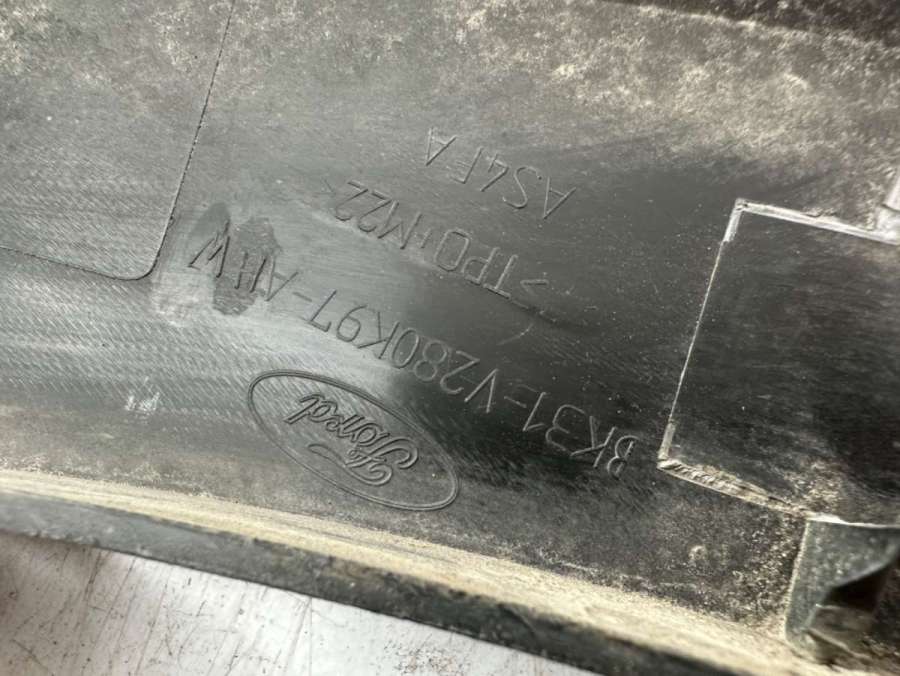 Ford
BK31-V280K97-AHW
>TPO+M22<
AS4FA